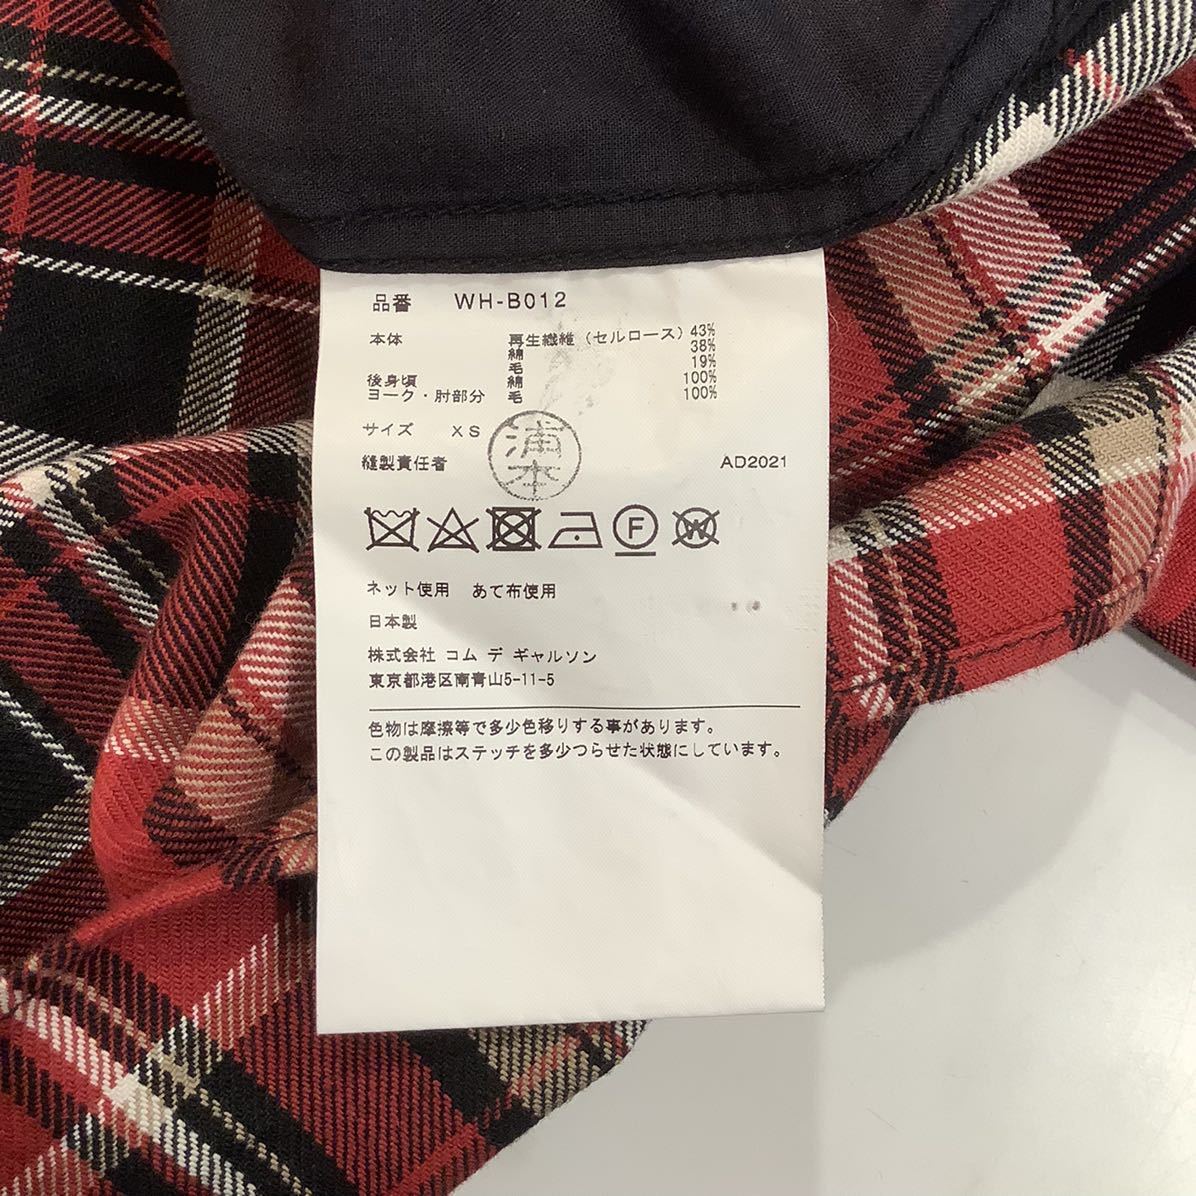 品番 WH-B012
本体 再生繊維（セルロース）43%
綿 38%
毛 19%
後身頃 綿 100%
ヨーク・肘部分 毛 100%
サイズ XS
縫製責任者 浦本 AD2021
F W
ネット使用 あて布使用
日本製
株式会社 コム デ ギャルソン
東京都港区南青山5-11-5
色物は摩擦等で多少色移りする事があります。
この製品はステッチを多少つらせた状態にしています。